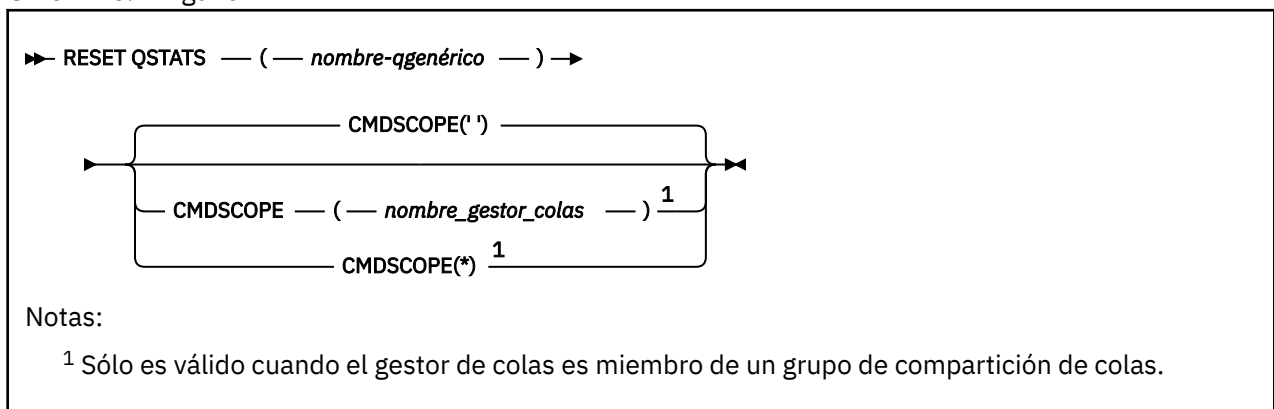 RESET QSTATS ( nombre-qgenérico )
CMDSCOPE(' ')
CMDSCOPE ( nombre_gestor_colas ) 1
CMDSCOPE(*) 1
Notas:
1 Sólo es válido cuando el gestor de colas es miembro de un grupo de compartición de colas.